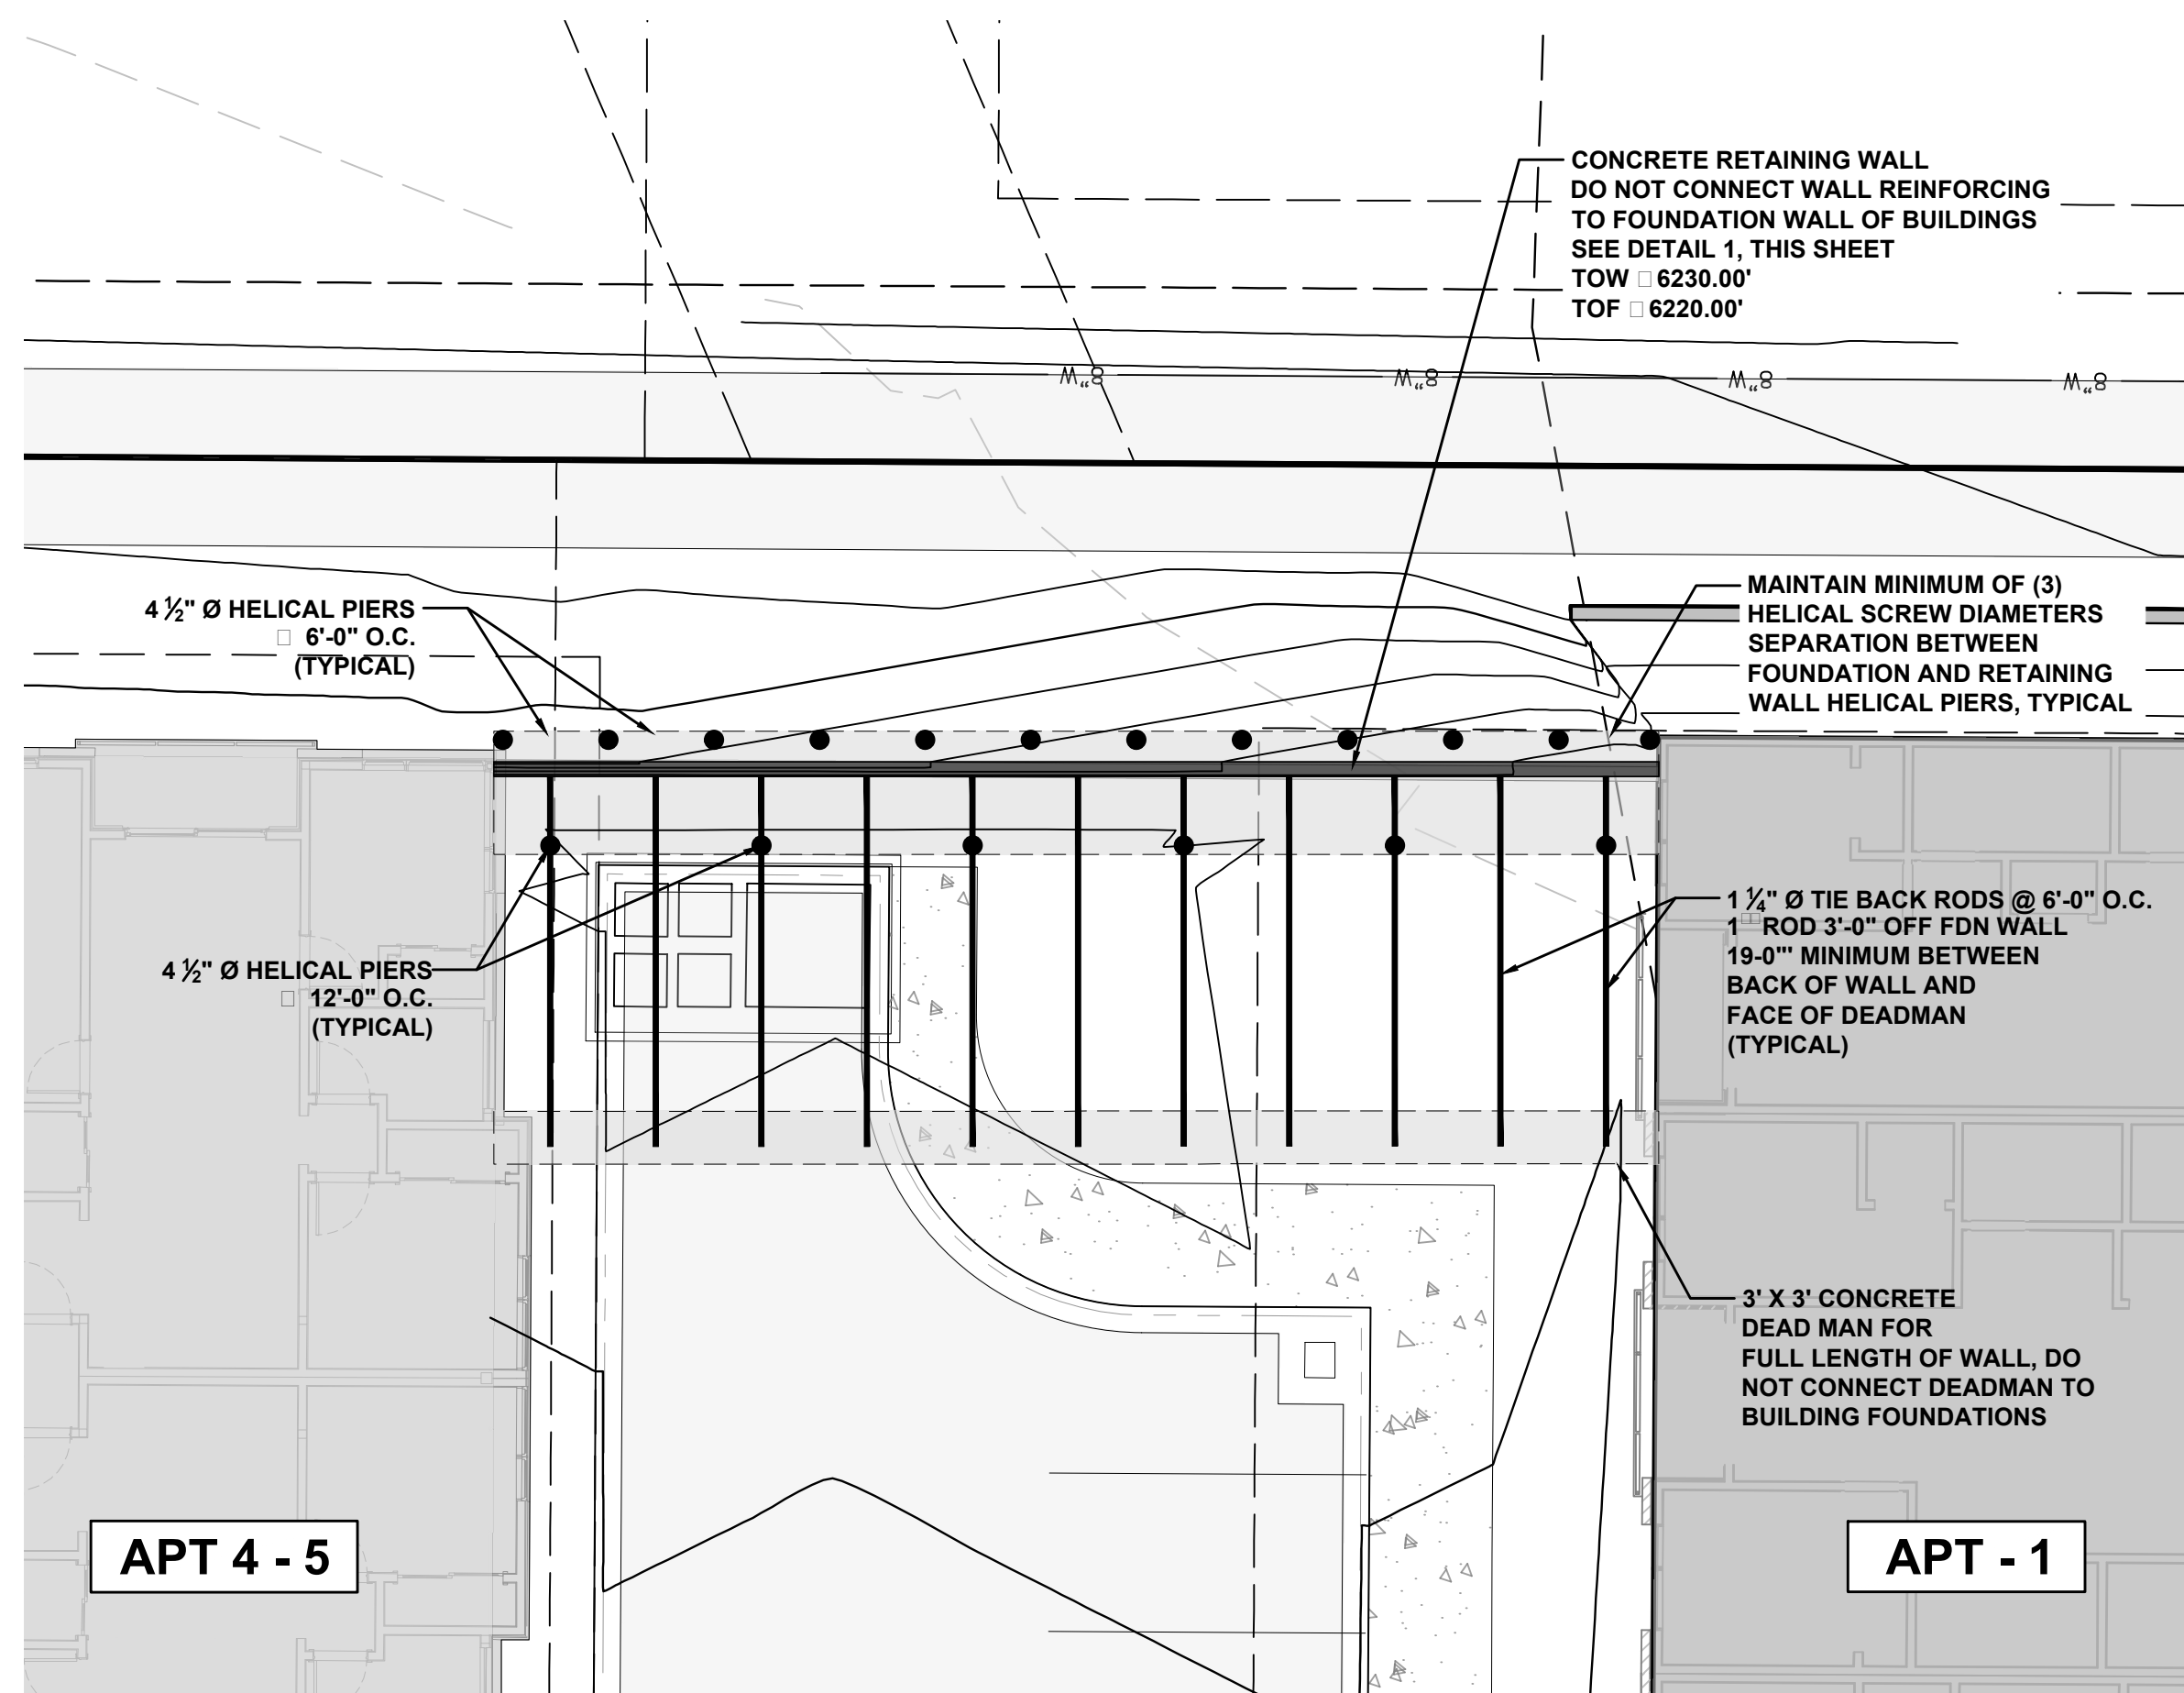 CONCRETE RETAINING WALL
DO NOT CONNECT WALL REINFORCING
TO FOUNDATION WALL OF BUILDINGS
SEE DETAIL 1, THIS SHEET
TOW □ 6230.00'
TOF □ 6220.00'
8"W 8"W 8"W 8"W
4 ½" Ø HELICAL PIERS
□ 6'-0" O.C.
(TYPICAL)
MAINTAIN MINIMUM OF (3)
HELICAL SCREW DIAMETERS
SEPARATION BETWEEN
FOUNDATION AND RETAINING
WALL HELICAL PIERS, TYPICAL
4 ½" Ø HELICAL PIERS
□ 12'-0" O.C.
(TYPICAL)
1 ¼" Ø TIE BACK RODS @ 6'-0" O.C.
1□□ ROD 3'-0" OFF FDN WALL
19-0"' MINIMUM BETWEEN
BACK OF WALL AND
FACE OF DEADMAN
(TYPICAL)
3' X 3' CONCRETE
DEAD MAN FOR
FULL LENGTH OF WALL, DO
NOT CONNECT DEADMAN TO
BUILDING FOUNDATIONS
APT 4 - 5
APT - 1